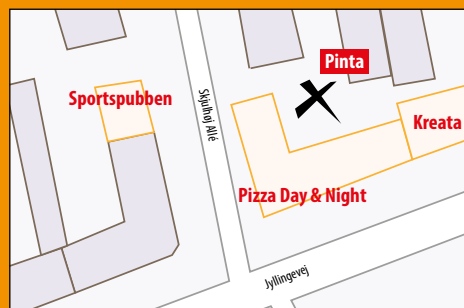 Pinta
Sportspubben
Skjulhøj Allé
Kreata
Pizza Day & Night
Jyllingevej